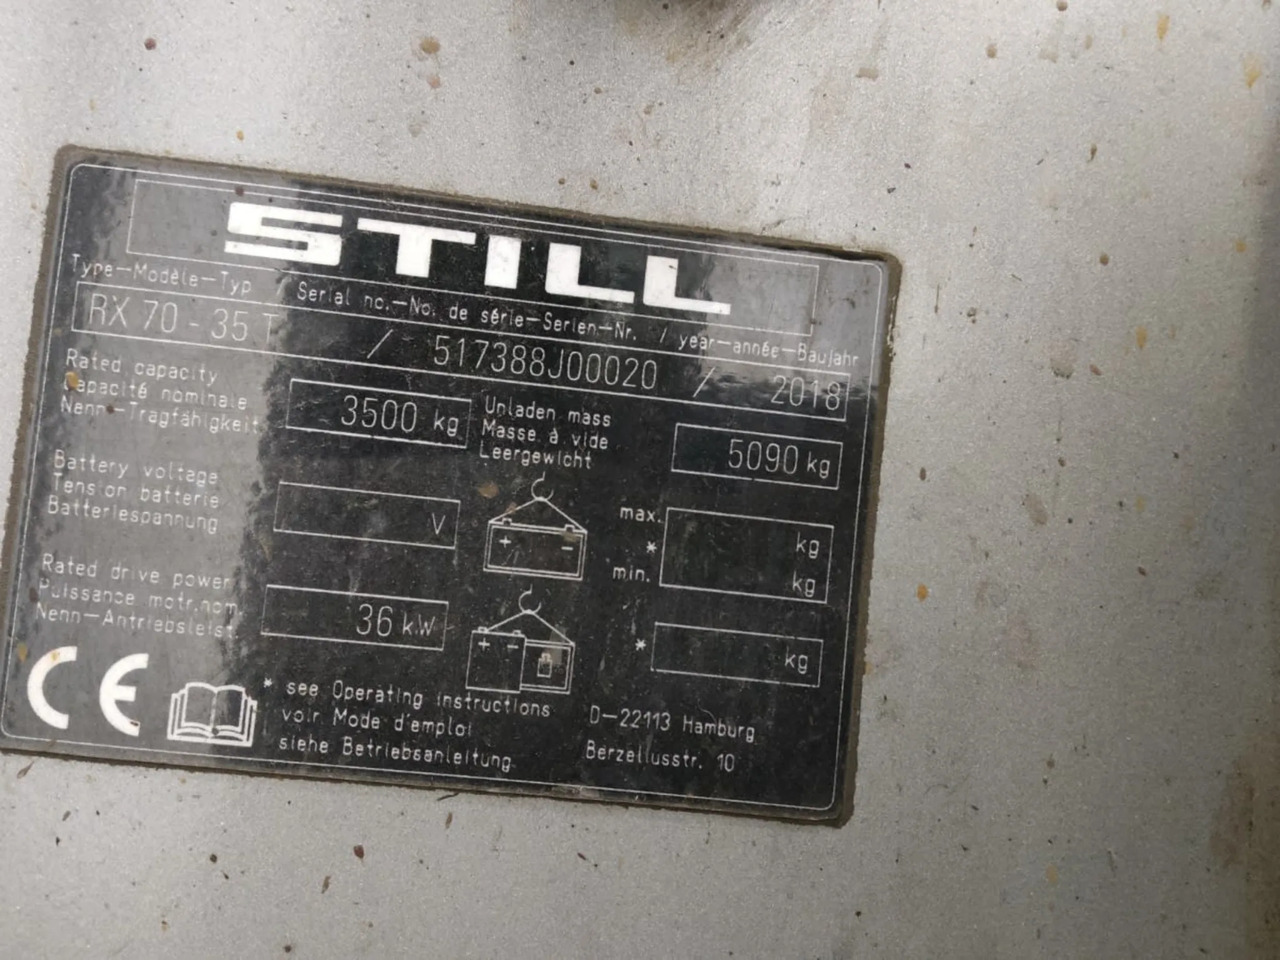 STILL
Type-Modèle-Typ Serial no.-No. de série-Serien-Nr. / year-année-Baujahr
RX 70 - 35 T / 517388J00020 / 2018
Rated capacity
Capacité nominale
Nenn-Tragfähigkeit
3500 kg
Unladen mass
Masse à vide
Leergewicht
5090 kg
Battery voltage
Tension batterie
Batteriespannung
V
+ -
max. kg
*
min. kg
Rated drive power
Puissance motr.nom.
Nenn-Antriebsleist.
36 kW
+ -
* kg
CE
* see Operating instructions
voir Mode d'emploi
siehe Betriebsanleitung
D-22113 Hamburg
Berzeliusstr. 10